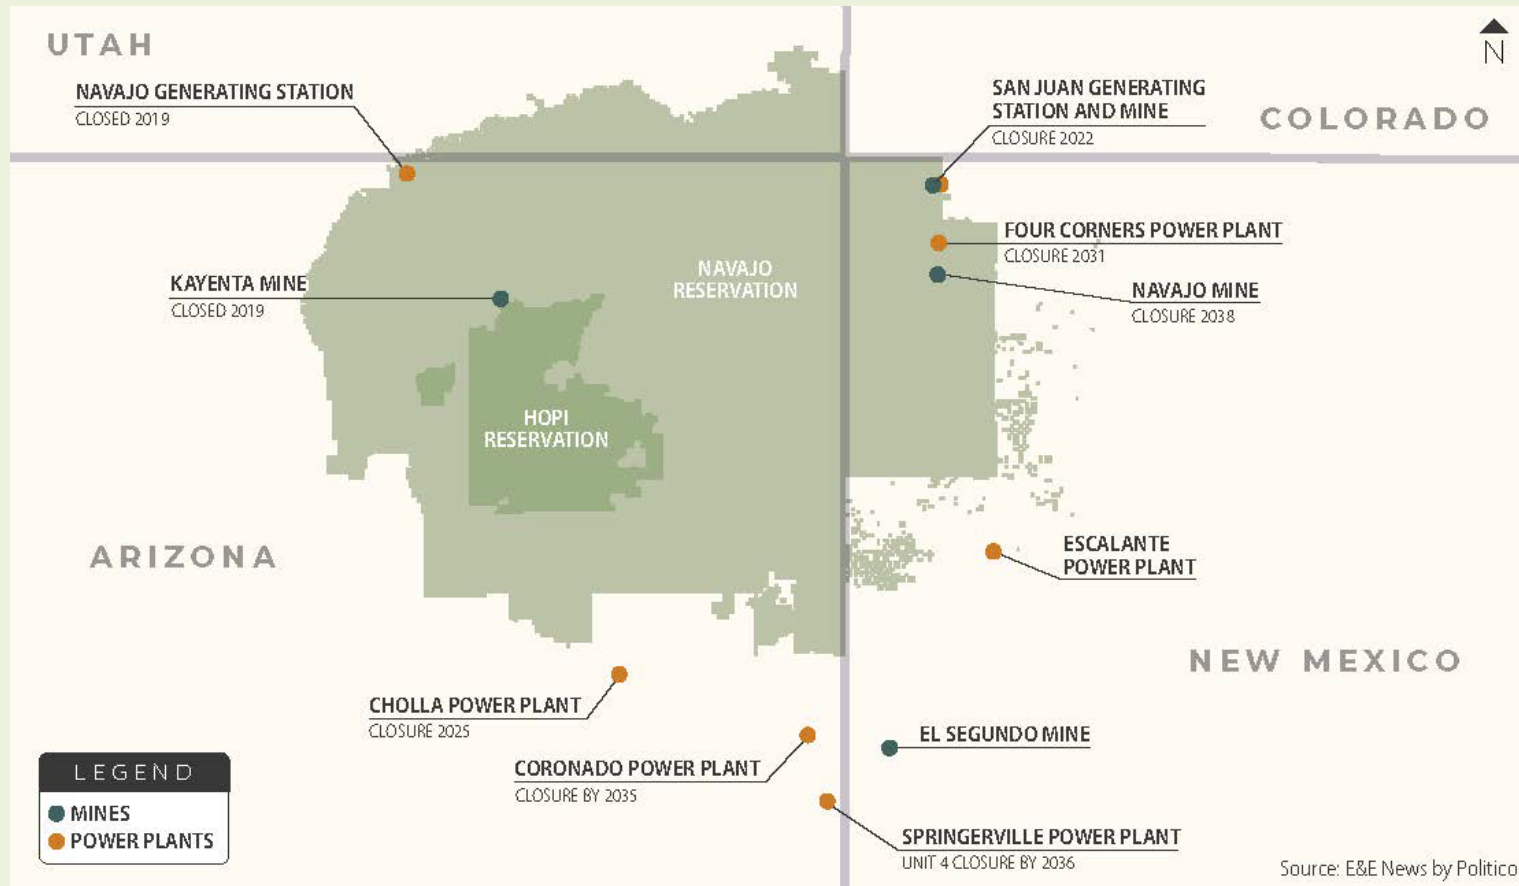 UTAH
NAVAJO GENERATING STATION
CLOSED 2019
SAN JUAN GENERATING
STATION AND MINE
CLOSURE 2022
N
COLORADO
FOUR CORNERS POWER PLANT
CLOSURE 2031
NAVAJO
RESERVATION
KAYENTA MINE
CLOSED 2019
NAVAJO MINE
CLOSURE 2038
HOPI
RESERVATION
ARIZONA
ESCALANTE
POWER PLANT
NEW MEXICO
CHOLLA POWER PLANT
CLOSURE 2025
EL SEGUNDO MINE
CORONADO POWER PLANT
CLOSURE BY 2035
LEGEND
MINES
POWER PLANTS
SPRINGERVILLE POWER PLANT
UNIT 4 CLOSURE BY 2036
Source: E&E News by Politico